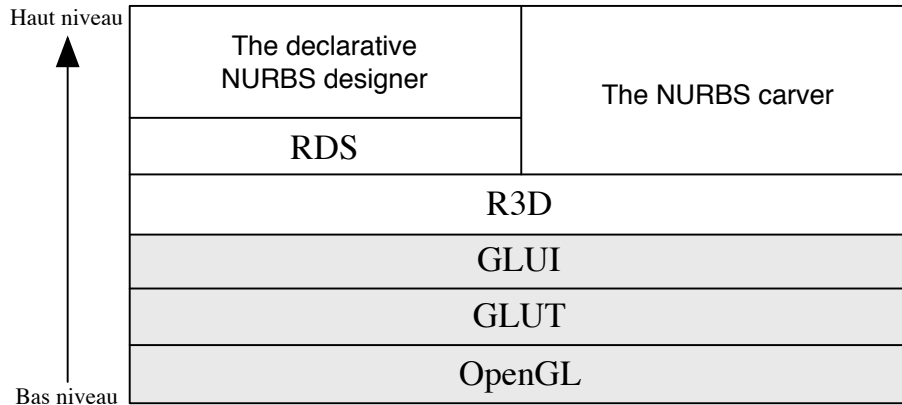 Haut niveau
The declarative
NURBS designer
The NURBS carver
RDS
R3D
GLUI
GLUT
OpenGL
Bas niveau